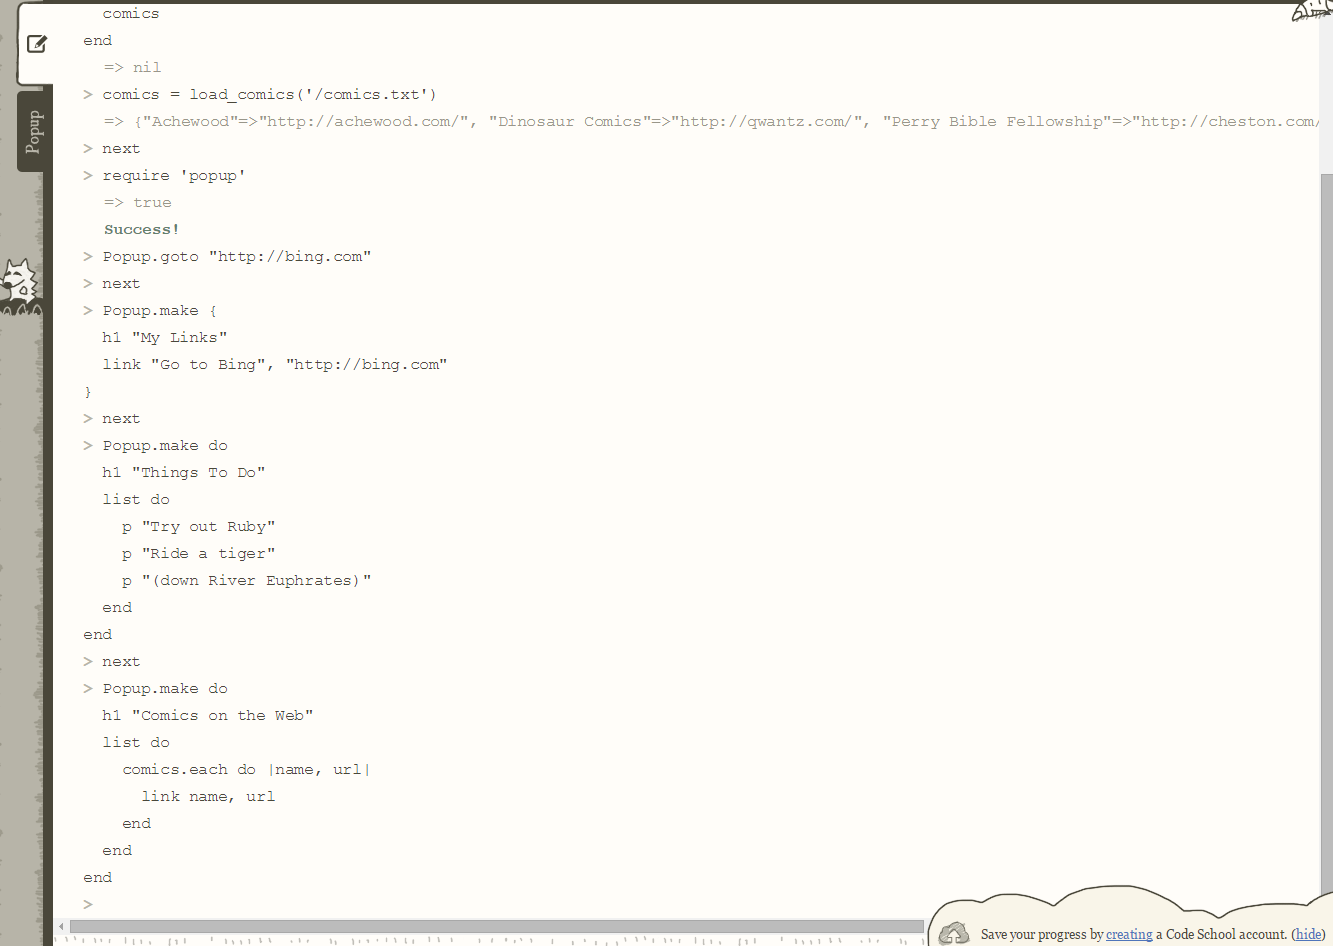 comics
end
=> nil
> comics = load_comics('/comics.txt')
=> {"Achewood"=>"http://achewood.com/", "Dinosaur Comics"=>"http://qwantz.com/", "Perry Bible Fellowship"=>"http://cheston.com/
> next
> require 'popup'
=> true
Success!
> Popup.goto "http://bing.com"
> next
> Popup.make {
h1 "My Links"
link "Go to Bing", "http://bing.com"
}
> next
> Popup.make do
h1 "Things To Do"
list do
p "Try out Ruby"
p "Ride a tiger"
p "(down River Euphrates)"
end
end
> next
> Popup.make do
h1 "Comics on the Web"
list do
comics.each do |name, url|
link name, url
end
end
end
>
Popup
Save your progress by creating a Code School account. (hide)